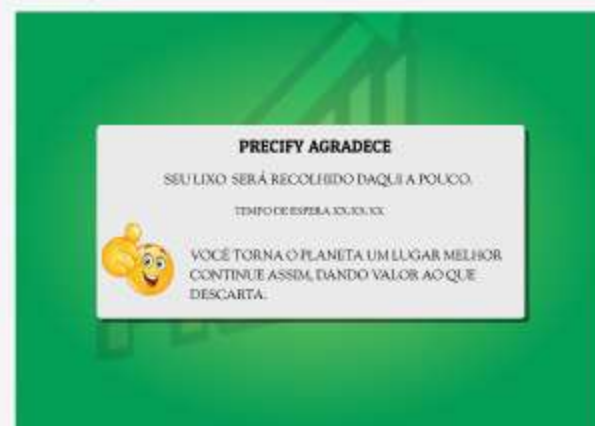 PRECIFY AGRADECE
SEU LIXO SERÁ RECOLHIDO DAQUI A POUCO.
TEMPO DE ESPERA XX:XX:XX
VOCÊ TORNA O PLANETA UM LUGAR MELHOR
CONTINUE ASSIM, DANDO VALOR AO QUE
DESCARTA.